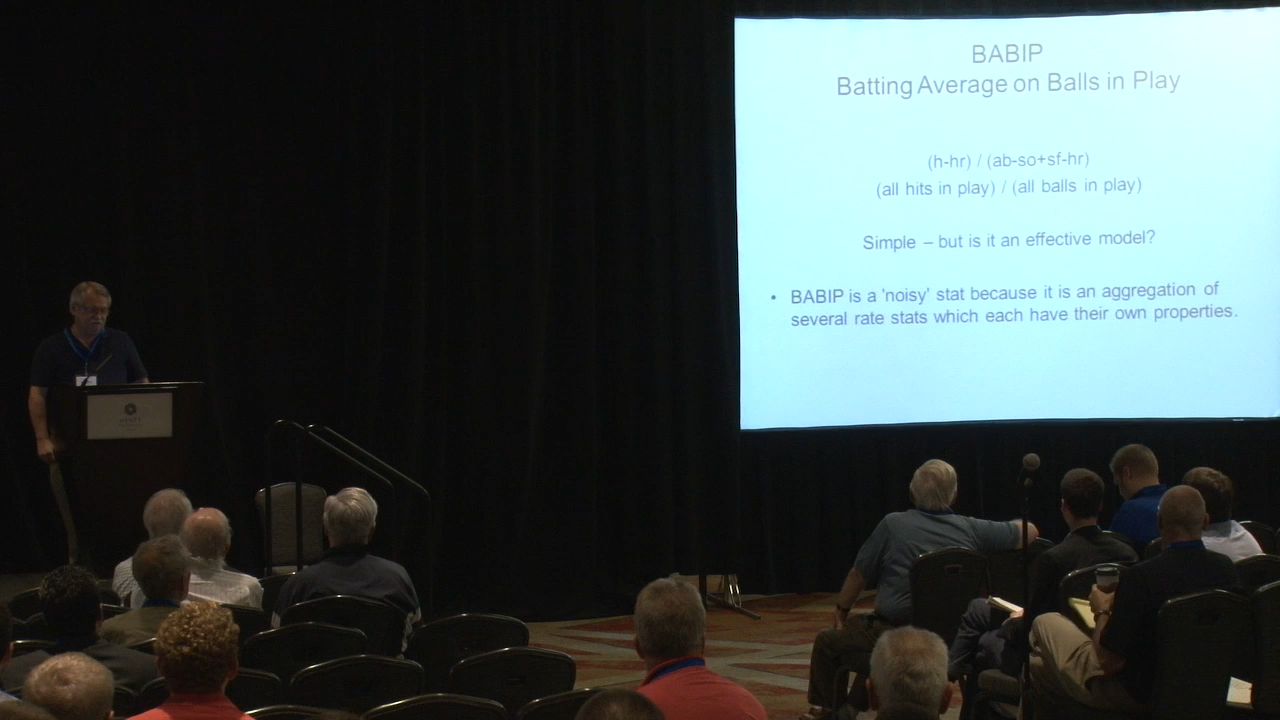 BABIP
Batting Average on Balls in Play
(h-hr) / (ab-so+sf-hr)
(all hits in play) / (all balls in play)
Simple – but is it an effective model?
• BABIP is a 'noisy' stat because it is an aggregation of
several rate stats which each have their own properties.